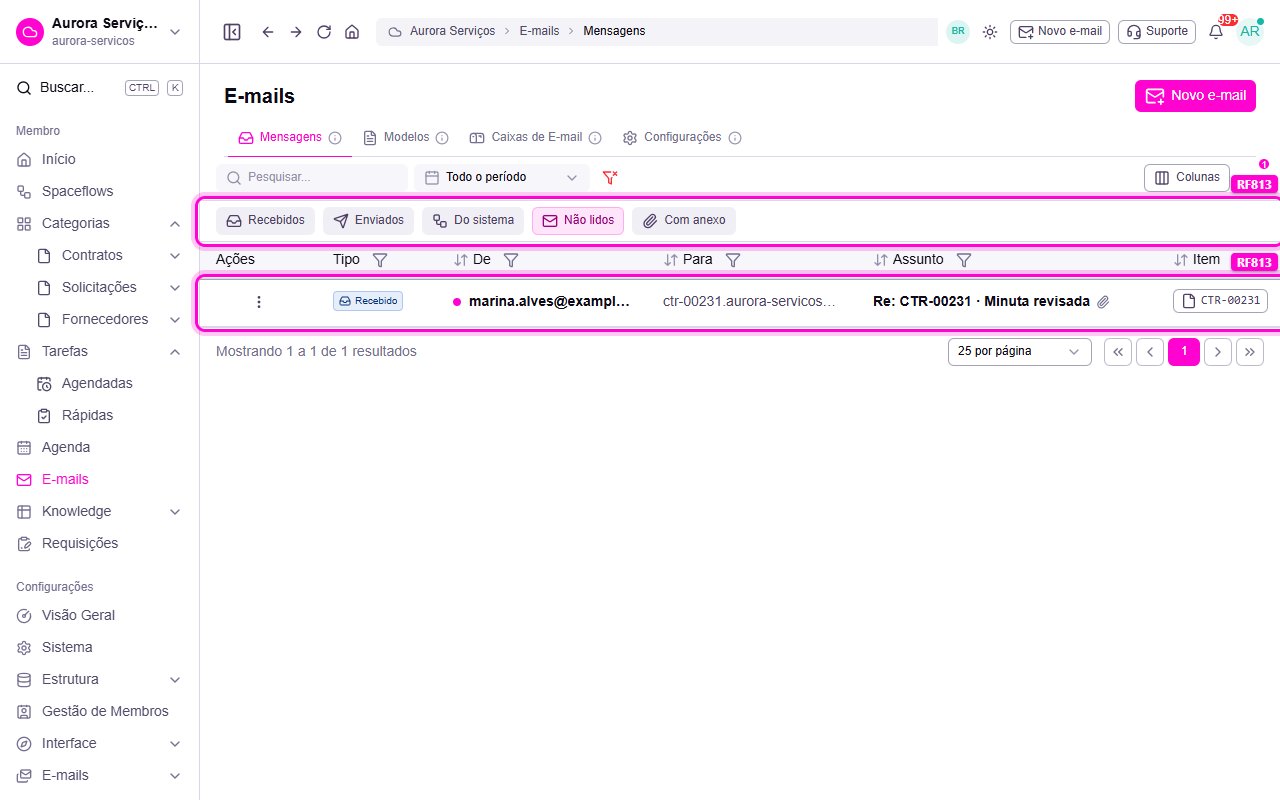 Aurora Serviç...
aurora-servicos
Aurora Serviços
E-mails
Mensagens
BR
Novo e-mail
Suporte
99+
AR
Buscar...
CTRL
K
Membro
Início
Spaceflows
Categorias
Contratos
Solicitações
Fornecedores
Tarefas
Agendadas
Rápidas
Agenda
E-mails
Knowledge
Requisições
Configurações
Visão Geral
Sistema
Estrutura
Gestão de Membros
Interface
E-mails
E-mails
Novo e-mail
Mensagens
Modelos
Caixas de E-mail
Configurações
Pesquisar...
Todo o período
Colunas
1
RF813
Recebidos
Enviados
Do sistema
Não lidos
Com anexo
Ações
Tipo
De
Para
Assunto
Item
RF813
Recebido
marina.alves@exampl...
ctr-00231.aurora-servicos...
Re: CTR-00231 · Minuta revisada
CTR-00231
Mostrando 1 a 1 de 1 resultados
25 por página
1